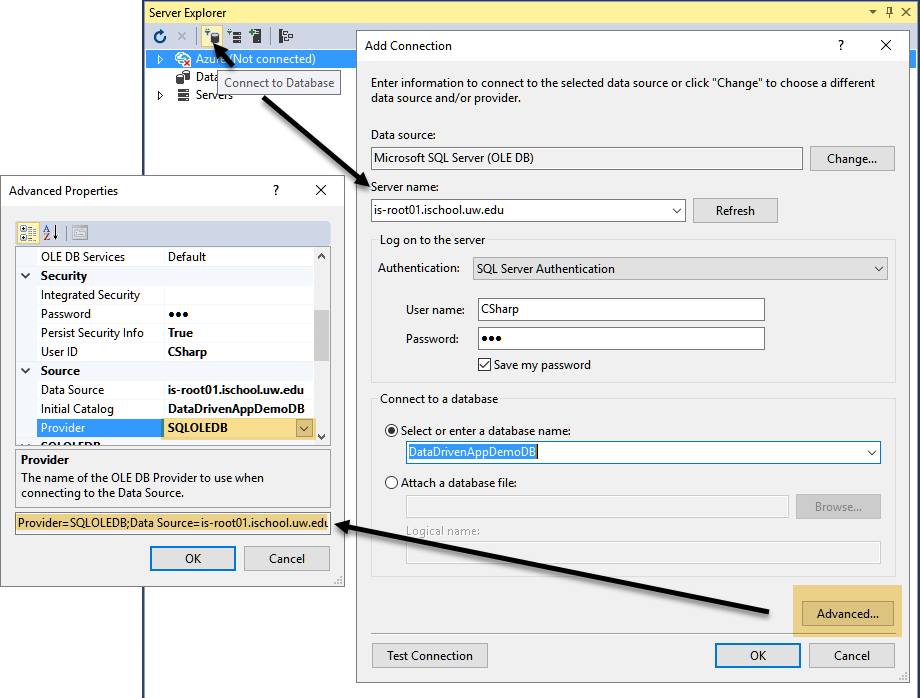 Server Explorer
Azure (Not connected)
Data
Connect to Database
Servers
Add Connection
?
Enter information to connect to the selected data source or click "Change" to choose a different
data source and/or provider.
Data source:
Microsoft SQL Server (OLE DB)
Change...
Server name:
is-root01.ischool.uw.edu
Refresh
Log on to the server
Authentication:
SQL Server Authentication
User name:
CSharp
Password:
●●●
Save my password
Connect to a database
Select or enter a database name:
DataDrivenAppDemoDB
Attach a database file:
Browse...
Logical name:
Advanced...
Test Connection
OK
Cancel
Advanced Properties
?
OLE DB Services Default
Security
Integrated Security
Password ●●●
Persist Security Info True
User ID CSharp
Source
Data Source is-root01.ischool.uw.edu
Initial Catalog DataDrivenAppDemoDB
Provider SQLOLEDB
SQLOLEDB
Provider
The name of the OLE DB Provider to use when
connecting to the Data Source.
Provider=SQLOLEDB;Data Source=is-root01.ischool.uw.edu
OK
Cancel